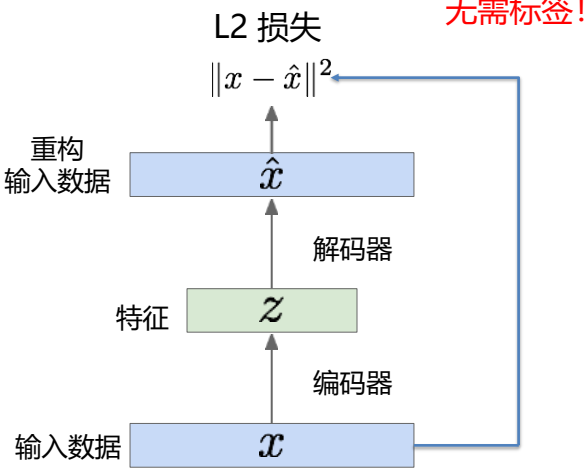 无需标签!
L2 损失
‖x − x̂‖²
重构
输入数据
x̂
解码器
特征
z
编码器
输入数据
x